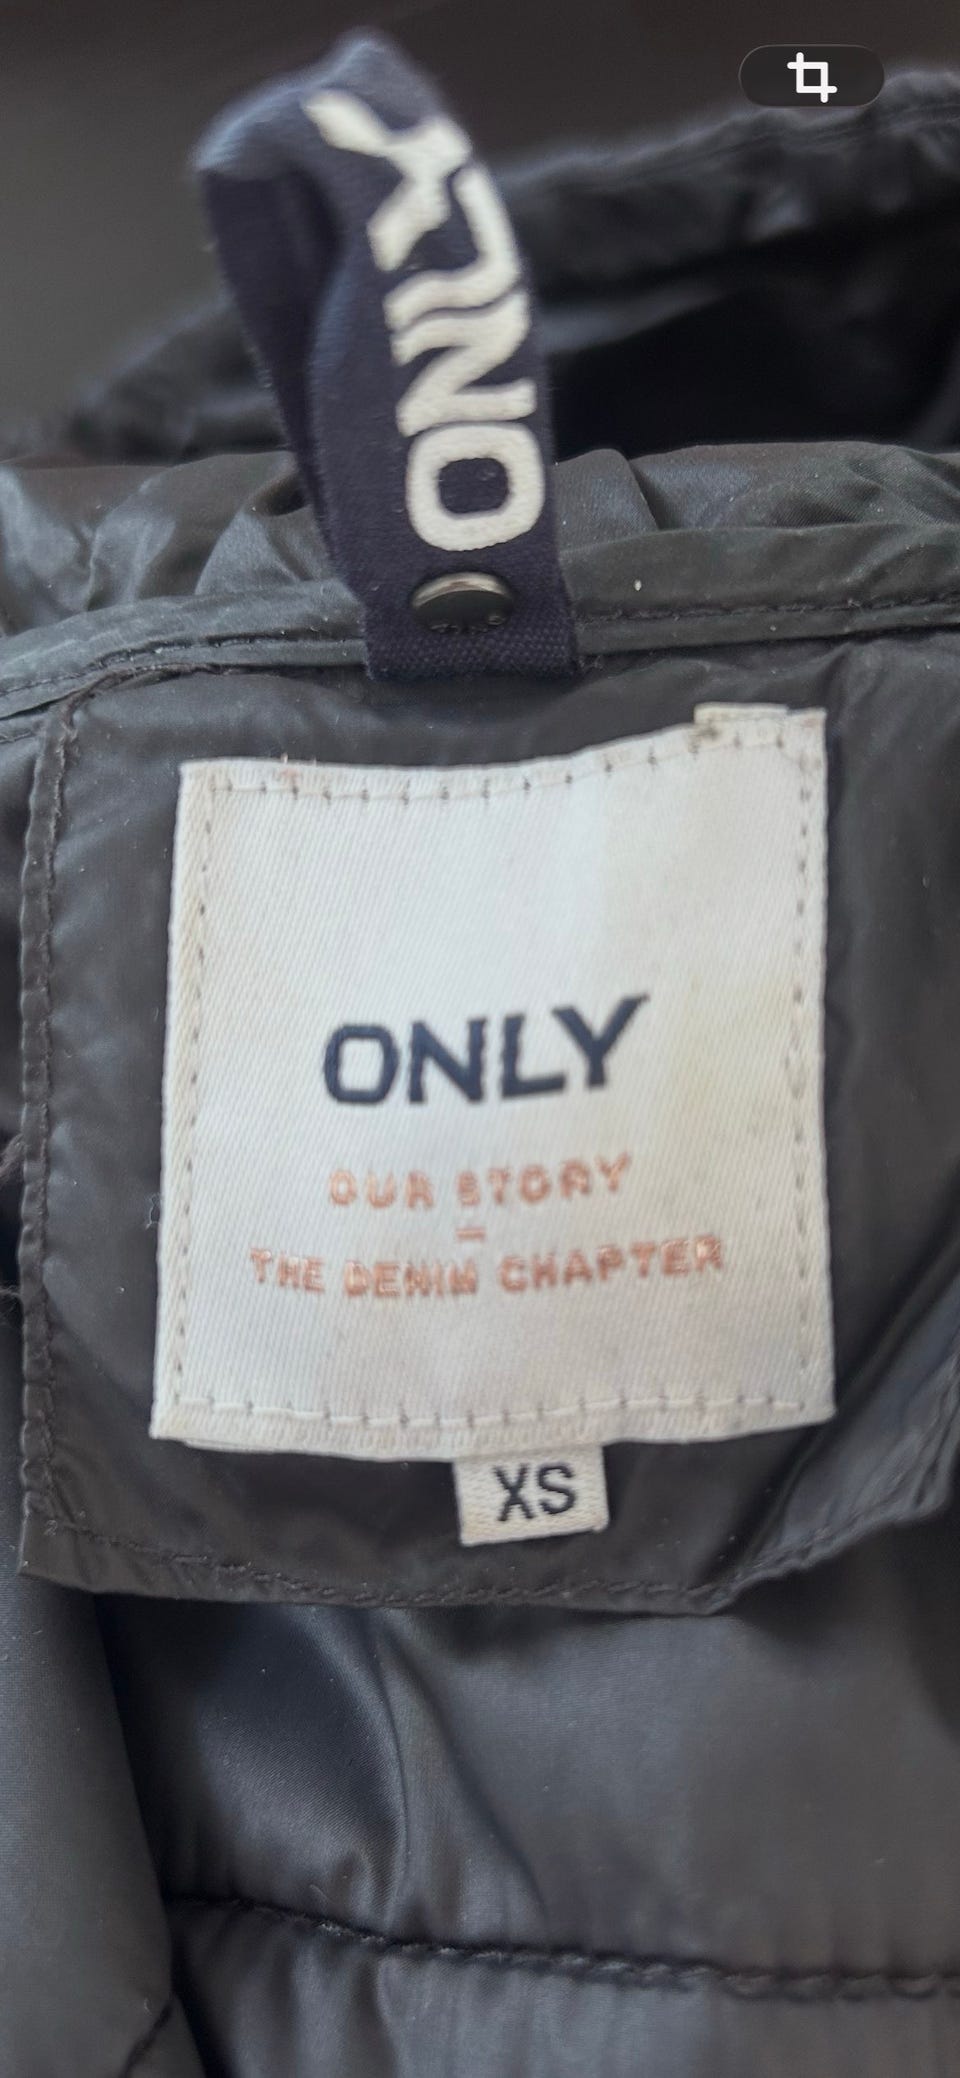 ONLY
ONLY
OUR STORY
=
THE DENIM CHAPTER
XS